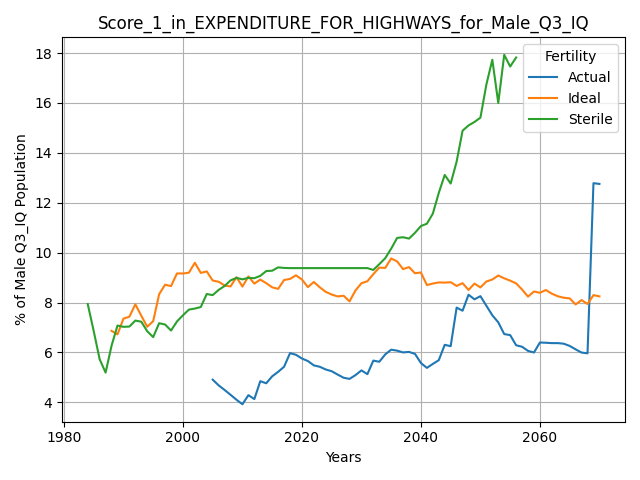 Score_1_in_EXPENDITURE_FOR_HIGHWAYS_for_Male_Q3_IQ
% of Male Q3_IQ Population
18
16
14
12
10
8
6
4
1980 2000 2020 2040 2060
Years
Fertility
Actual
Ideal
Sterile